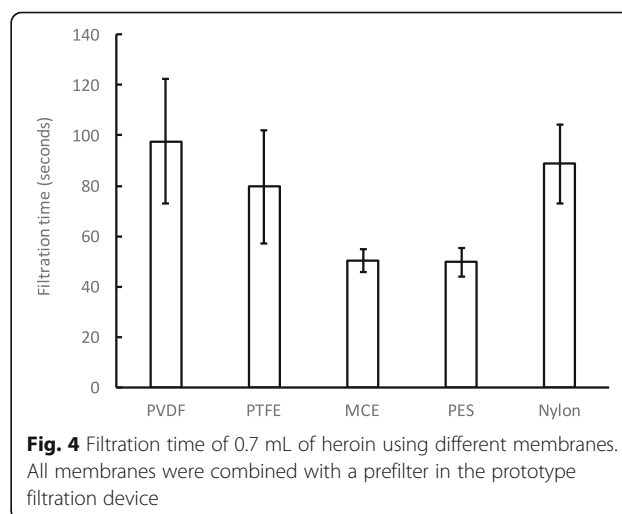 140
120
100
80
60
40
20
0
Filtration time (seconds)
PVDF PTFE MCE PES Nylon
Fig. 4 Filtration time of 0.7 mL of heroin using different membranes.
All membranes were combined with a prefilter in the prototype
filtration device